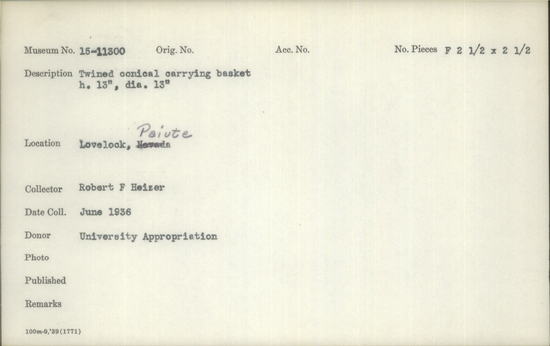 Museum No. 15-11300 Orig. No. Acc. No. No. Pieces F 2 1/2 x 2 1/2
Description Twined conical carrying basket
h. 13", dia. 13"
Paiute
Location Lovelock, Nevada
Collector Robert F Heizer
Date Coll. June 1936
Donor University Appropriation
Photo
Published
Remarks
100m-9,'39(1771)